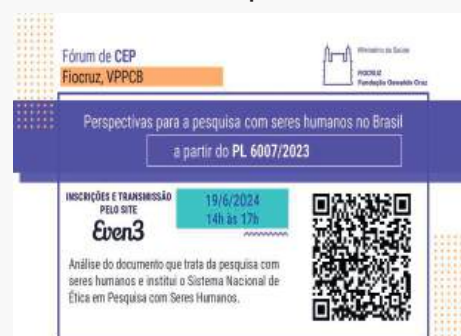 Fórum de CEP
Fiocruz, VPPCB
Ministério da Saúde
FIOCRUZ
Fundação Oswaldo Cruz
Perspectivas para a pesquisa com seres humanos no Brasil
a partir do PL 6007/2023
INSCRIÇÕES E TRANSMISSÃO
PELO SITE
Even3
19/6/2024
14h às 17h
Análise do documento que trata da pesquisa com
seres humanos e institui o Sistema Nacional de
Ética em Pesquisa com Seres Humanos.